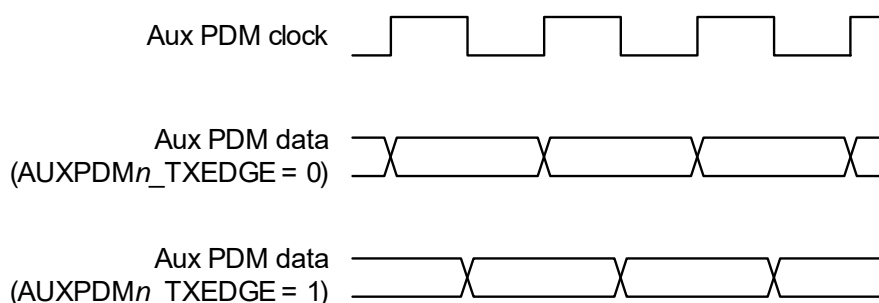 Aux PDM clock
Aux PDM data
(AUXPDMn_TXEDGE = 0)
Aux PDM data
(AUXPDMn_TXEDGE = 1)